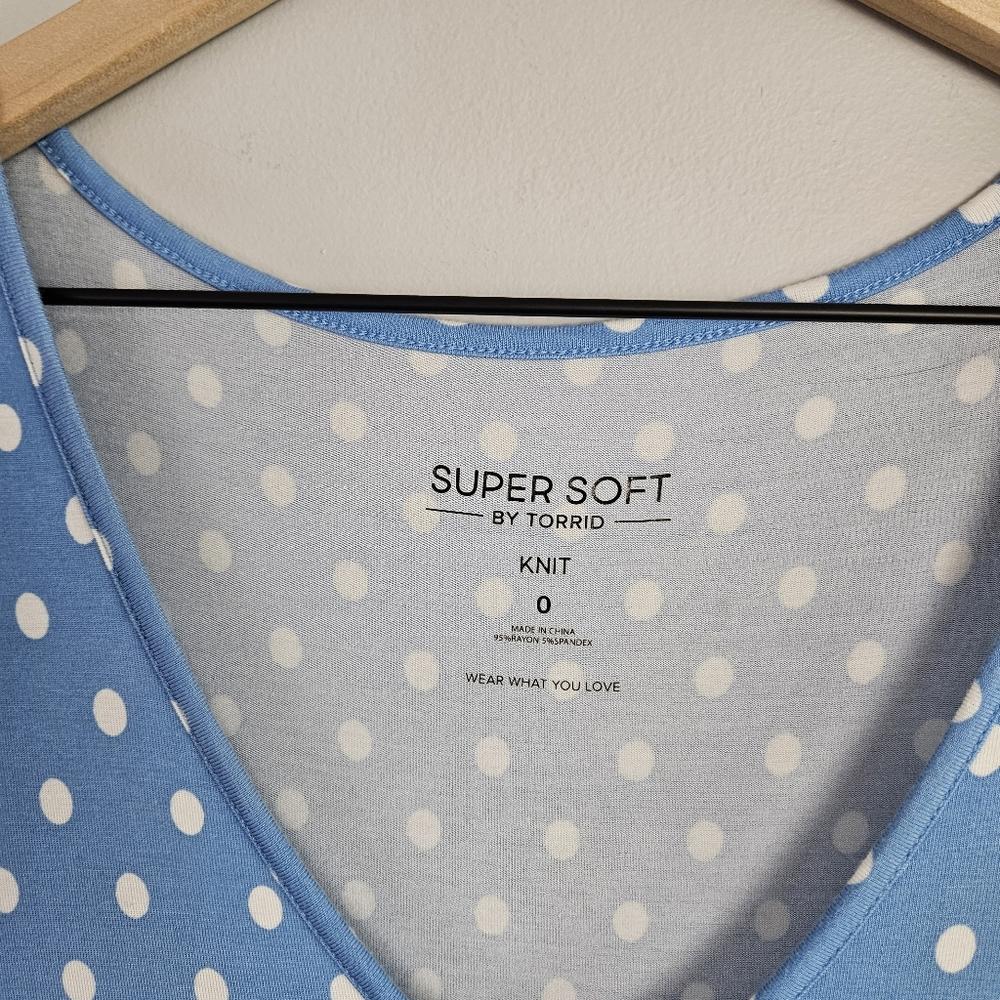 SUPER SOFT
BY TORRID
KNIT
0
MADE IN CHINA
95%RAYON 5%SPANDEX
WEAR WHAT YOU LOVE